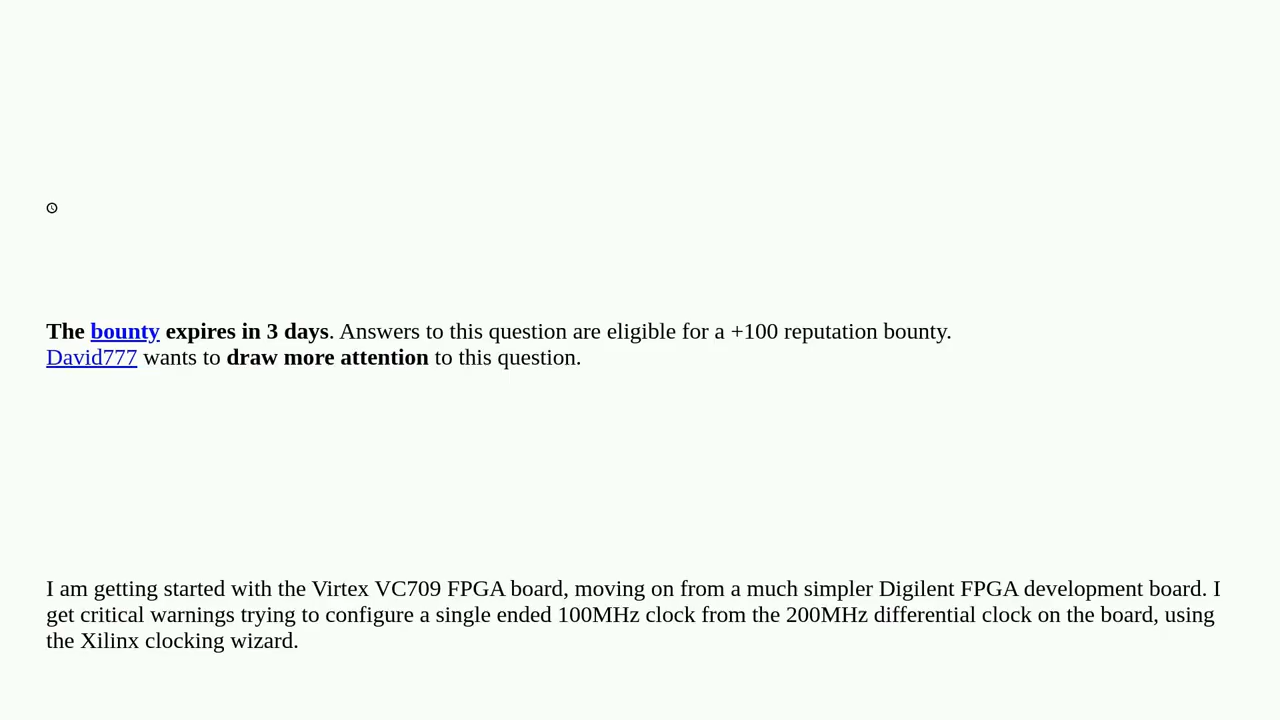 The bounty expires in 3 days. Answers to this question are eligible for a +100 reputation bounty.
David777 wants to draw more attention to this question.
I am getting started with the Virtex VC709 FPGA board, moving on from a much simpler Digilent FPGA development board. I
get critical warnings trying to configure a single ended 100MHz clock from the 200MHz differential clock on the board, using
the Xilinx clocking wizard.